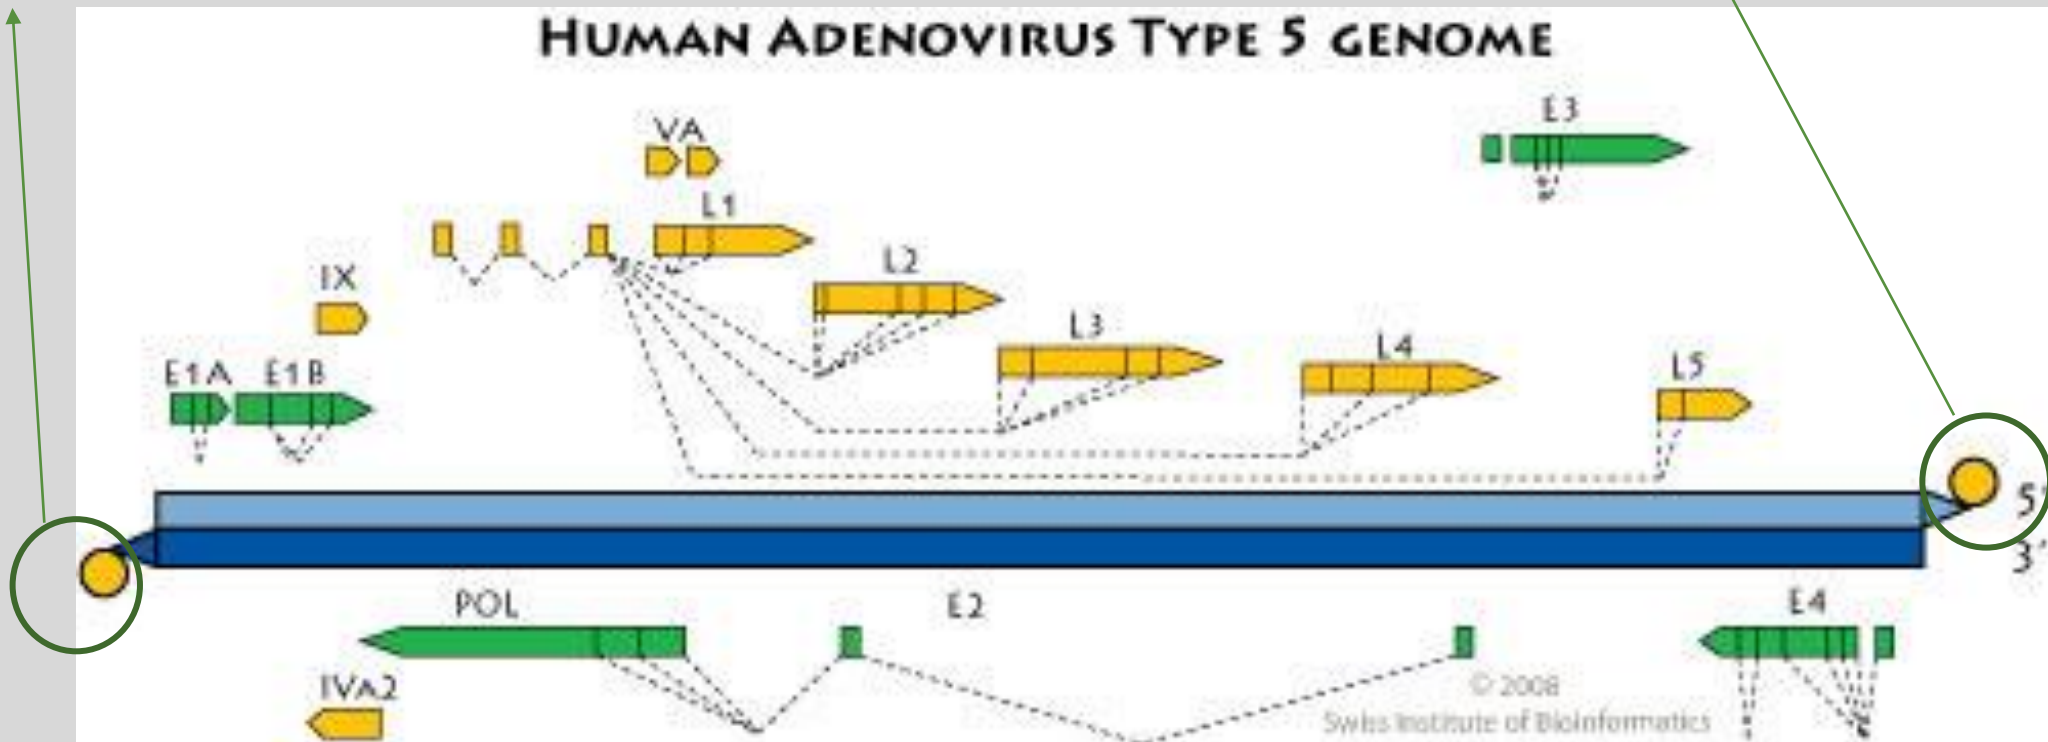 HUMAN ADENOVIRUS TYPE 5 GENOME
E3
VA
L1
L2
IX
L3
L4
L5
E1A E1B
5'
3'
POL
E2
E4
IVA2
© 2008
Swiss Institute of Bioinformatics